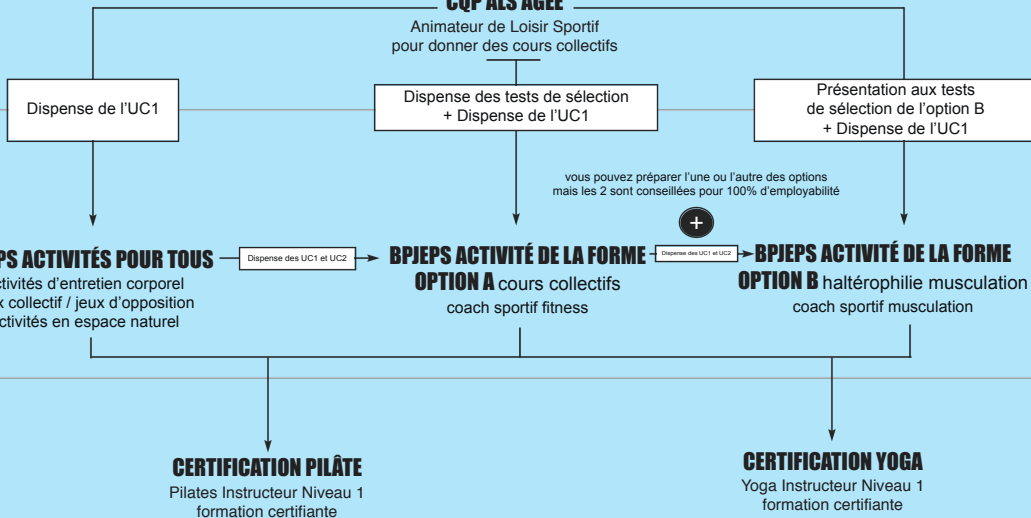 CQP ALS AGEE
Animateur de Loisir Sportif
pour donner des cours collectifs
Dispense de l'UC1
Dispense des tests de sélection
+ Dispense de l'UC1
Présentation aux tests
de sélection de l'option B
+ Dispense de l'UC1
vous pouvez préparer l'une ou l'autre des options
mais les 2 sont conseillées pour 100% d'employabilité
+
PS ACTIVITÉS POUR TOUS
ctivités d'entretien corporel
x collectif / jeux d'opposition
ctivités en espace naturel
Dispense des UC1 et UC2
BPJEPS ACTIVITÉ DE LA FORME
OPTION A cours collectifs
coach sportif fitness
Dispense des UC1 et UC2
BPJEPS ACTIVITÉ DE LA FORME
OPTION B haltérophilie musculation
coach sportif musculation
CERTIFICATION PILÂTE
Pilates Instructeur Niveau 1
formation certifiante
CERTIFICATION YOGA
Yoga Instructeur Niveau 1
formation certifiante